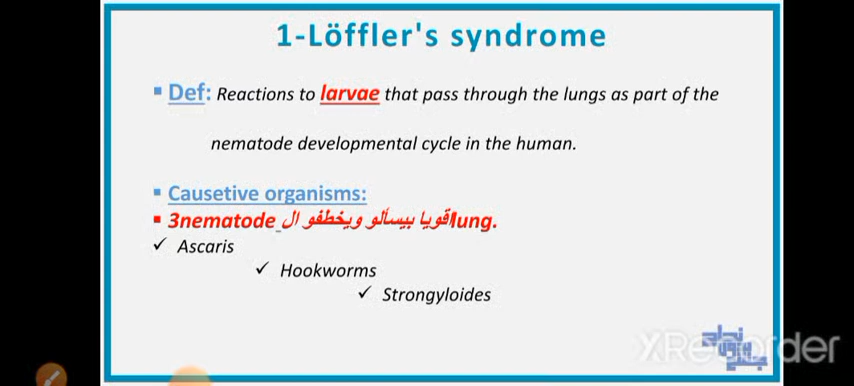 1-Löffler's syndrome
▪ Def: Reactions to larvae that pass through the lungs as part of the
nematode developmental cycle in the human.
▪ Causetive organisms:
▪ 3nematode_اقويا بيسألو ويخطفو ال lung.
✓ Ascaris
✓ Hookworms
✓ Strongyloides
XRecorder